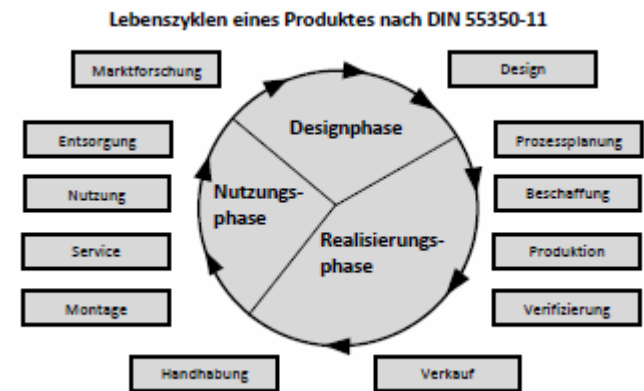 Lebenszyklen eines Produktes nach DIN 55350-11
Marktforschung
Design
Designphase
Entsorgung
Prozessplanung
Nutzung
Nutzungs-
phase
Beschaffung
Realisierungs-
phase
Service
Produktion
Montage
Verifizierung
Handhabung
Verkauf